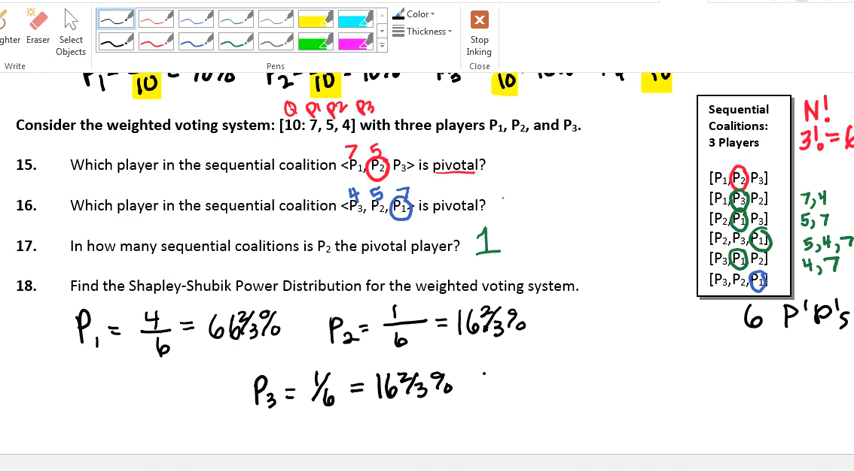 ghter Eraser Select Objects
Write
Color
Thickness
Pens
Stop Inking
Close
P1 = 10 = 10% P2 = 10 = 10% P3 10 10% 10
Q P1 P2 P3
Consider the weighted voting system: [10: 7, 5, 4] with three players P1, P2, and P3.
7 5
15. Which player in the sequential coalition <P1, P2, P3> is pivotal?
4 5 7
16. Which player in the sequential coalition <P3, P2, P1> is pivotal?
17. In how many sequential coalitions is P2 the pivotal player? 1
18. Find the Shapley-Shubik Power Distribution for the weighted voting system.
P1 = 4/6 = 66 2/3% P2 = 1/6 = 16 2/3%
P3 = 1/6 = 16 2/3%
Sequential
Coalitions:
3 Players
N!
3! = 6
[P1,P2,P3]
[P1,P3,P2] 7,4
[P2,P1,P3] 5,7
[P2,P3,P1] 5,4,7
[P3,P1,P2] 4,7
[P3,P2,P1]
6 P'P's